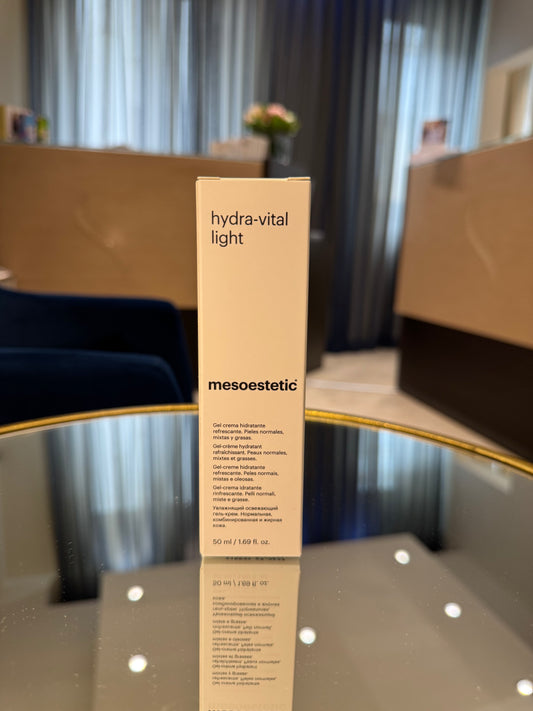 hydra-vital
light
mesoestetic®
Gel crema hidratante
refrescante. Pieles normales,
mixtas y grasas.
Gel-crème hydratant
rafraîchissant. Peaux normales,
mixtes et grasses.
Gel-creme hidratante
refrescante. Peles normais,
mistas e oleosas.
Gel-crema idratante
rinfrescante. Pelli normali,
miste e grasse.
Увлажняющий освежающий
гель-крем. Нормальная,
комбинированная и жирная
кожа.
50 ml / 1.69 fl. oz.